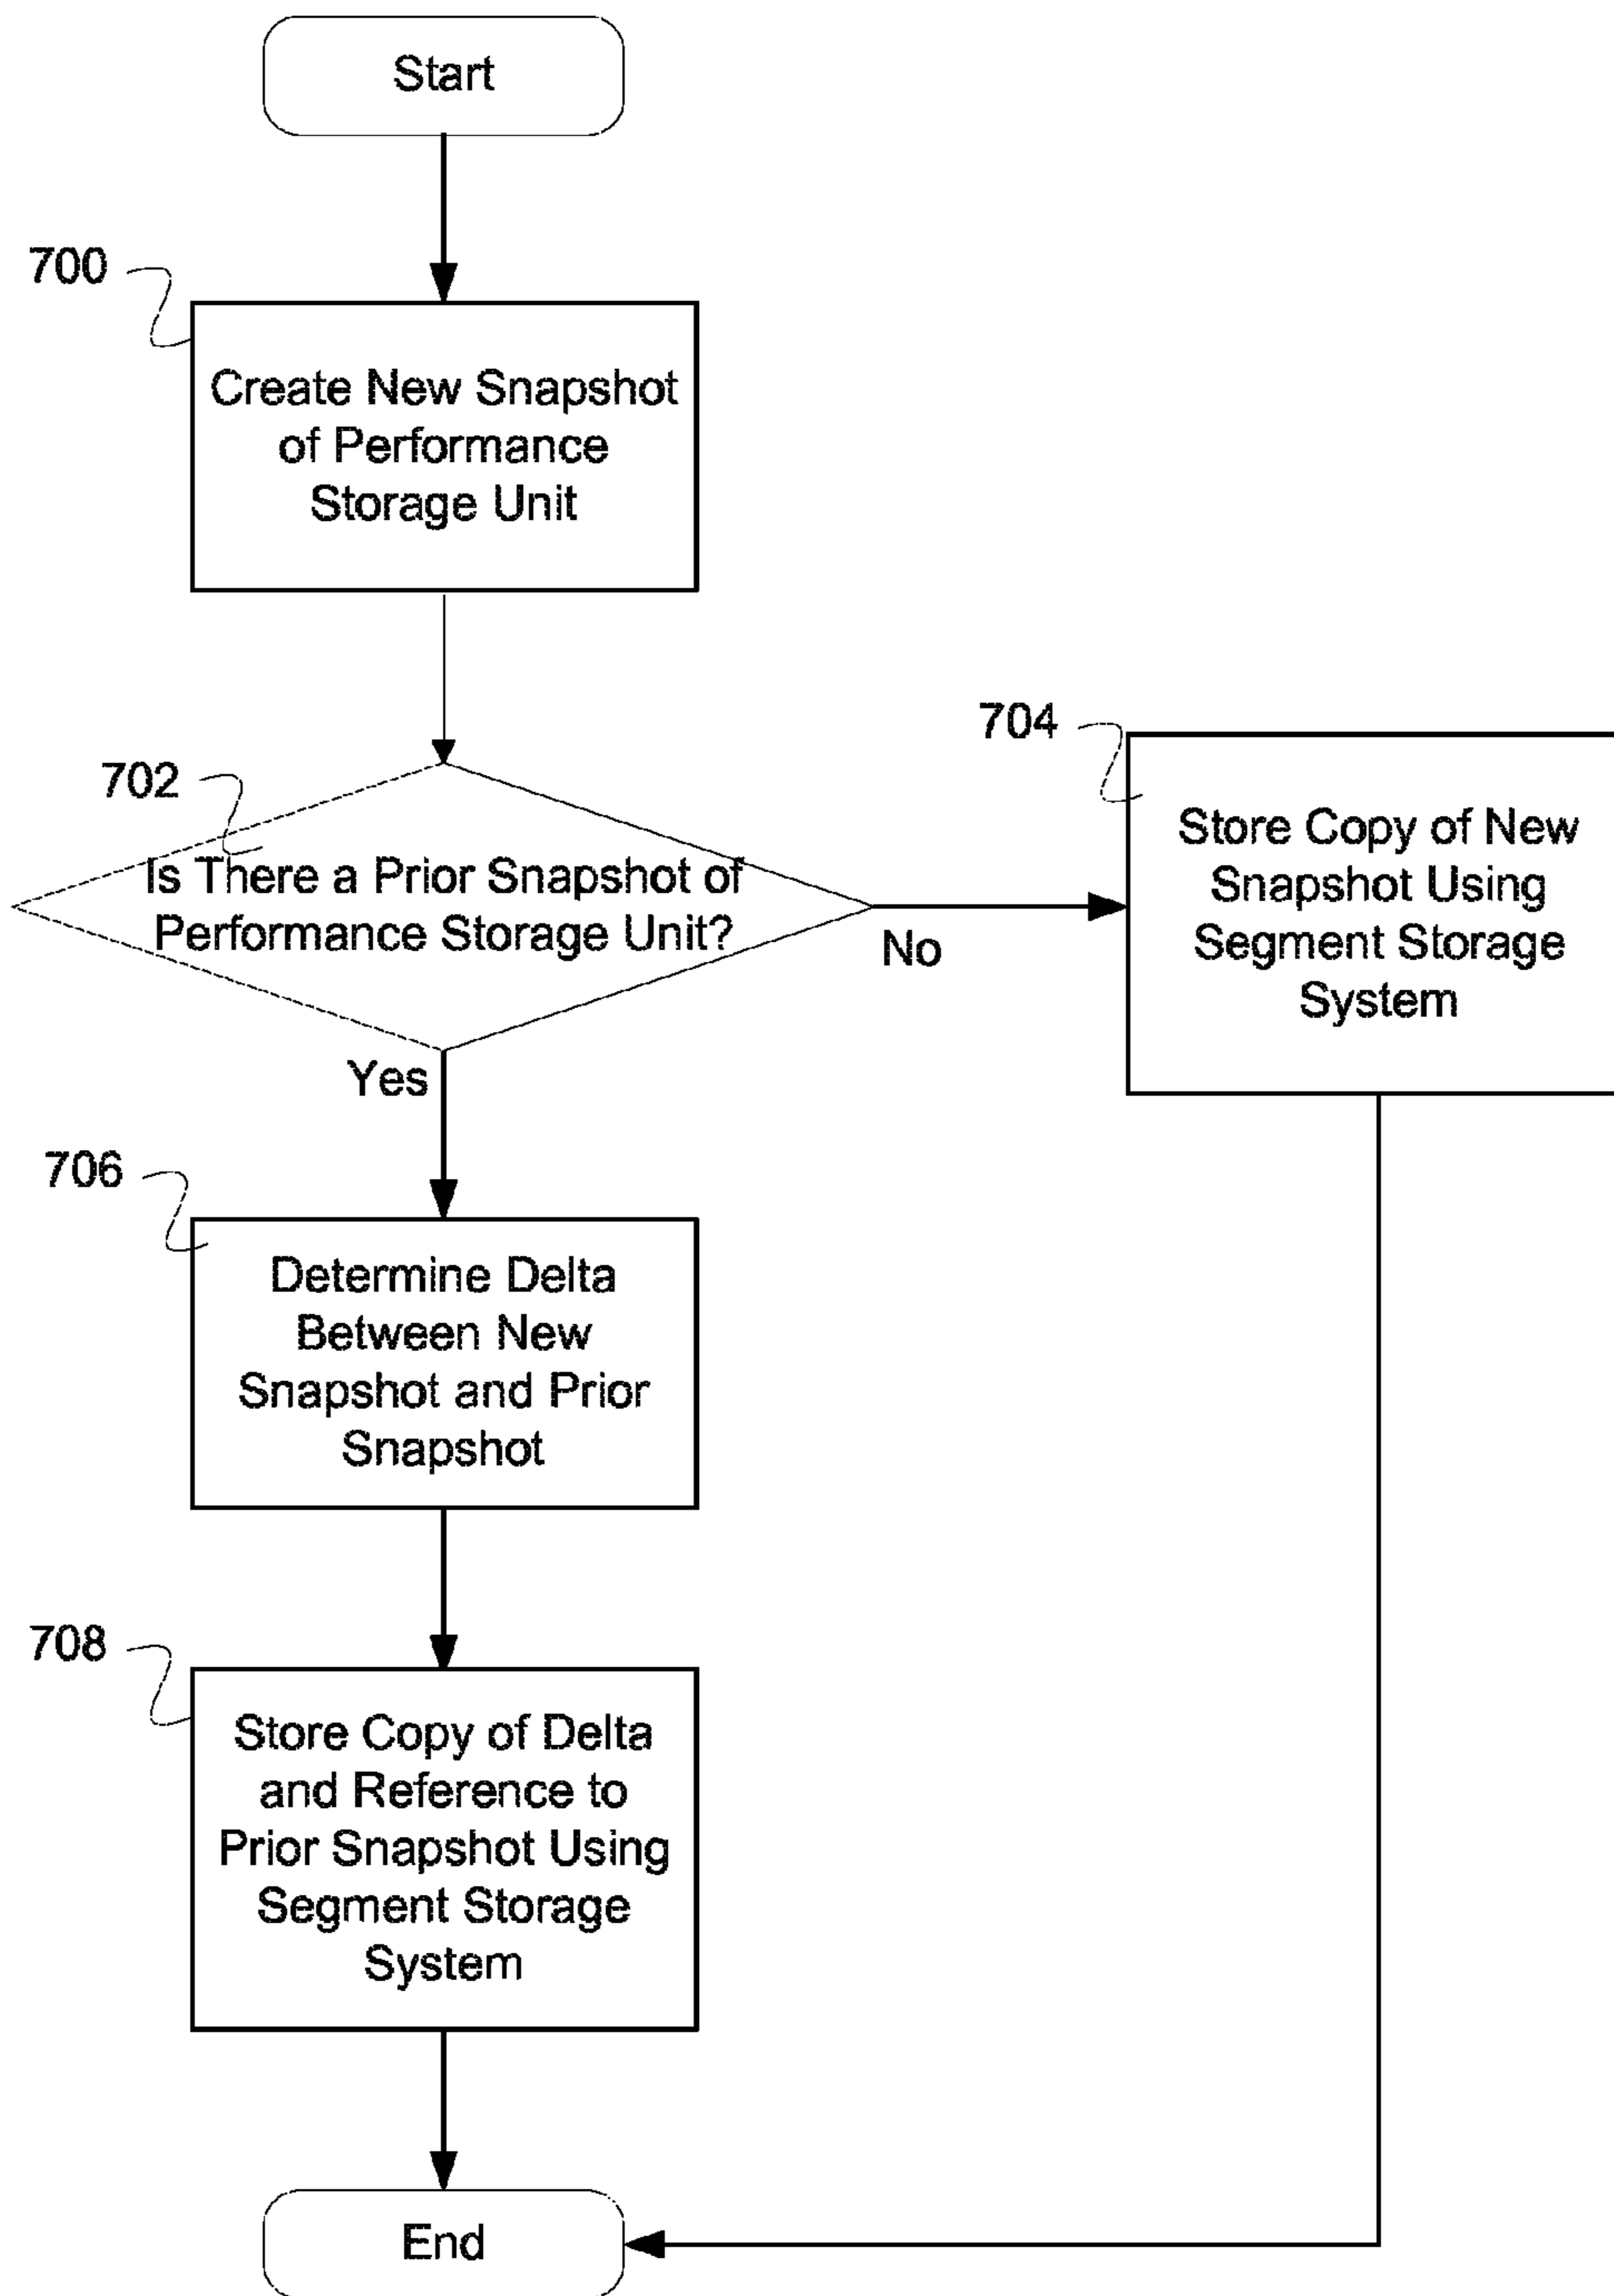 Start
700
Create New Snapshot
of Performance
Storage Unit
702
Is There a Prior Snapshot of
Performance Storage Unit?
No
Yes
704
Store Copy of New
Snapshot Using
Segment Storage
System
706
Determine Delta
Between New
Snapshot and Prior
Snapshot
708
Store Copy of Delta
and Reference to
Prior Snapshot Using
Segment Storage
System
End